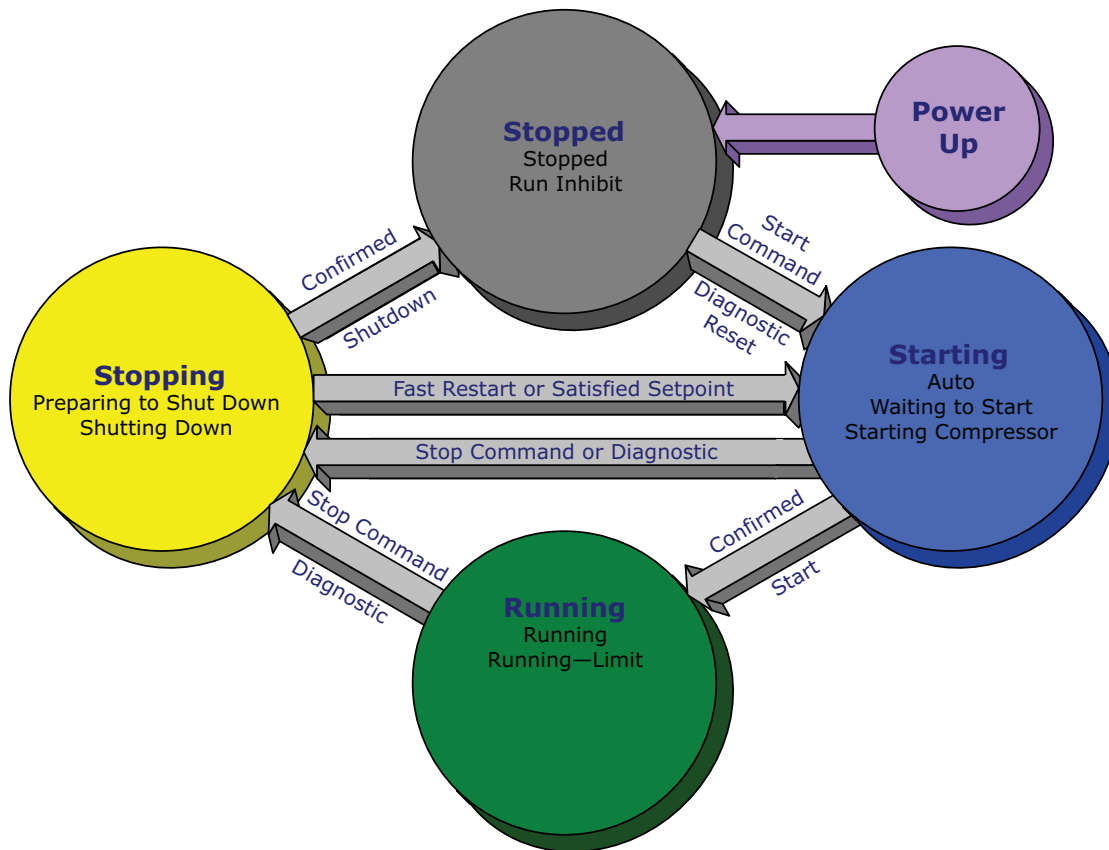 Stopped
Stopped
Run Inhibit
Power
Up
Confirmed
Shutdown
Start
Command
Diagnostic
Reset
Stopping
Preparing to Shut Down
Shutting Down
Fast Restart or Satisfied Setpoint
Stop Command or Diagnostic
Starting
Auto
Waiting to Start
Starting Compressor
Stop Command
Diagnostic
Confirmed
Start
Running
Running
Running—Limit